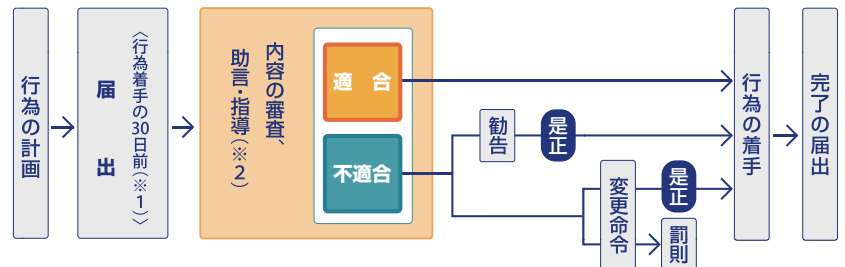 行為の計画
届　出
〈行為着手の30日前(※1)〉
内容の審査、
助言・指導(※2)
適　合
不適合
勧告
是正
変更命令
是正
罰則
行為の着手
完了の届出